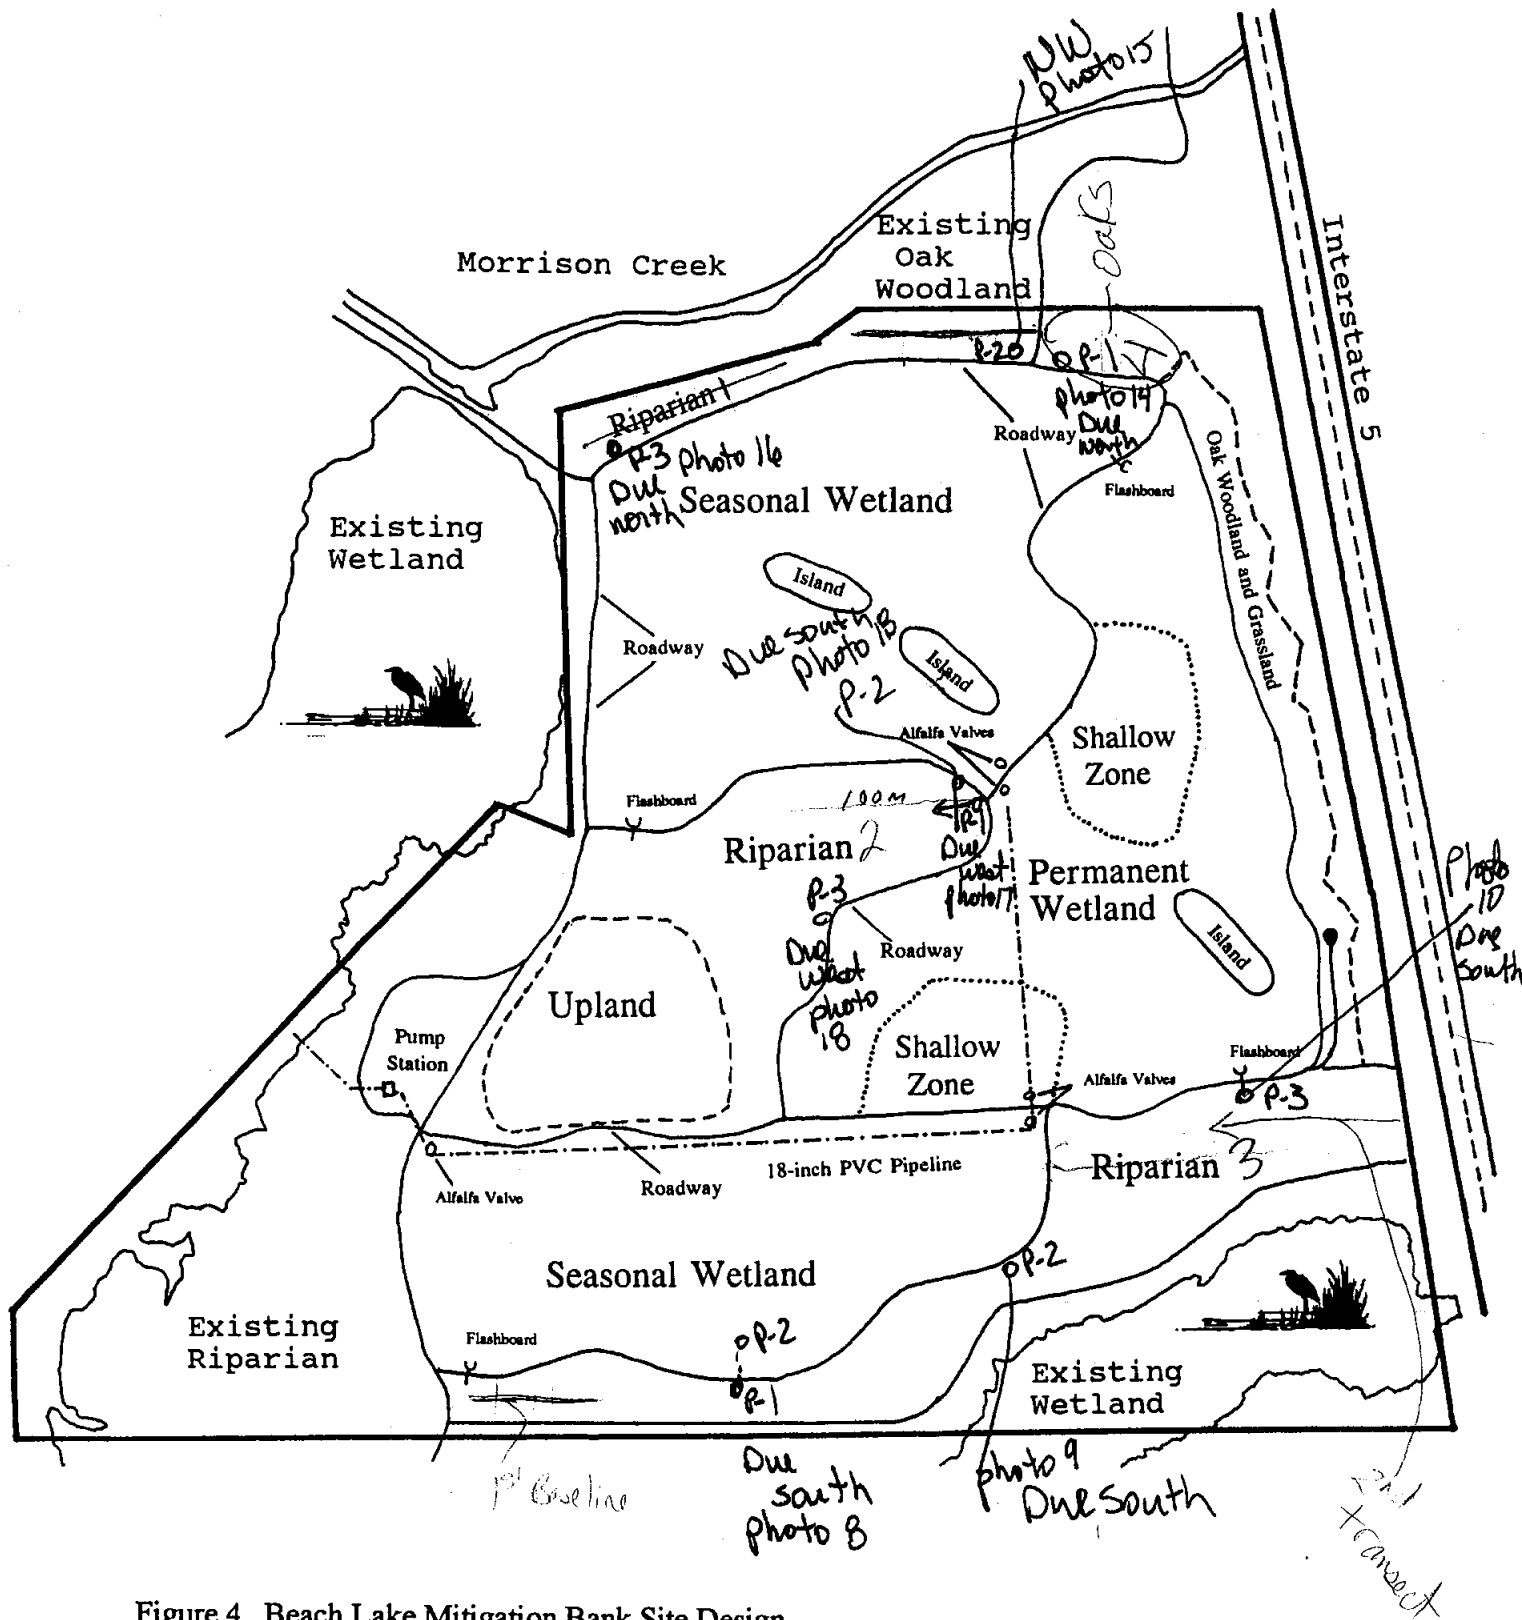 NW
photo 15
Oaks
Existing
Oak
Woodland
Morrison Creek
Interstate 5
P-20
P-1
photo 14
Due
north
Riparian 1
P-3 photo 16
Due
north
Roadway
Flashboard
Seasonal Wetland
Existing
Wetland
Oak Woodland and Grassland
Island
Due south
photo 13
P-2
Island
Roadway
Alfalfa Valves
Shallow
Zone
Flashboard
100m
Riparian 2
Due
west
photo 17
Permanent
Wetland
P-3
Due
west
photo
18
Roadway
Island
Photo
10
Due
South
Upland
Pump
Station
Shallow
Zone
Flashboard
Alfalfa Valves
P-3
18-inch PVC Pipeline
Riparian 3
Roadway
Alfalfa Valve
P-2
Seasonal Wetland
Existing
Riparian
Flashboard
P-2
P-1
Existing
Wetland
Due
south
photo 8
photo 9
Due South
1st Baseline
2nd
transect
Figure 4. Beach Lake Mitigation Bank Site Design